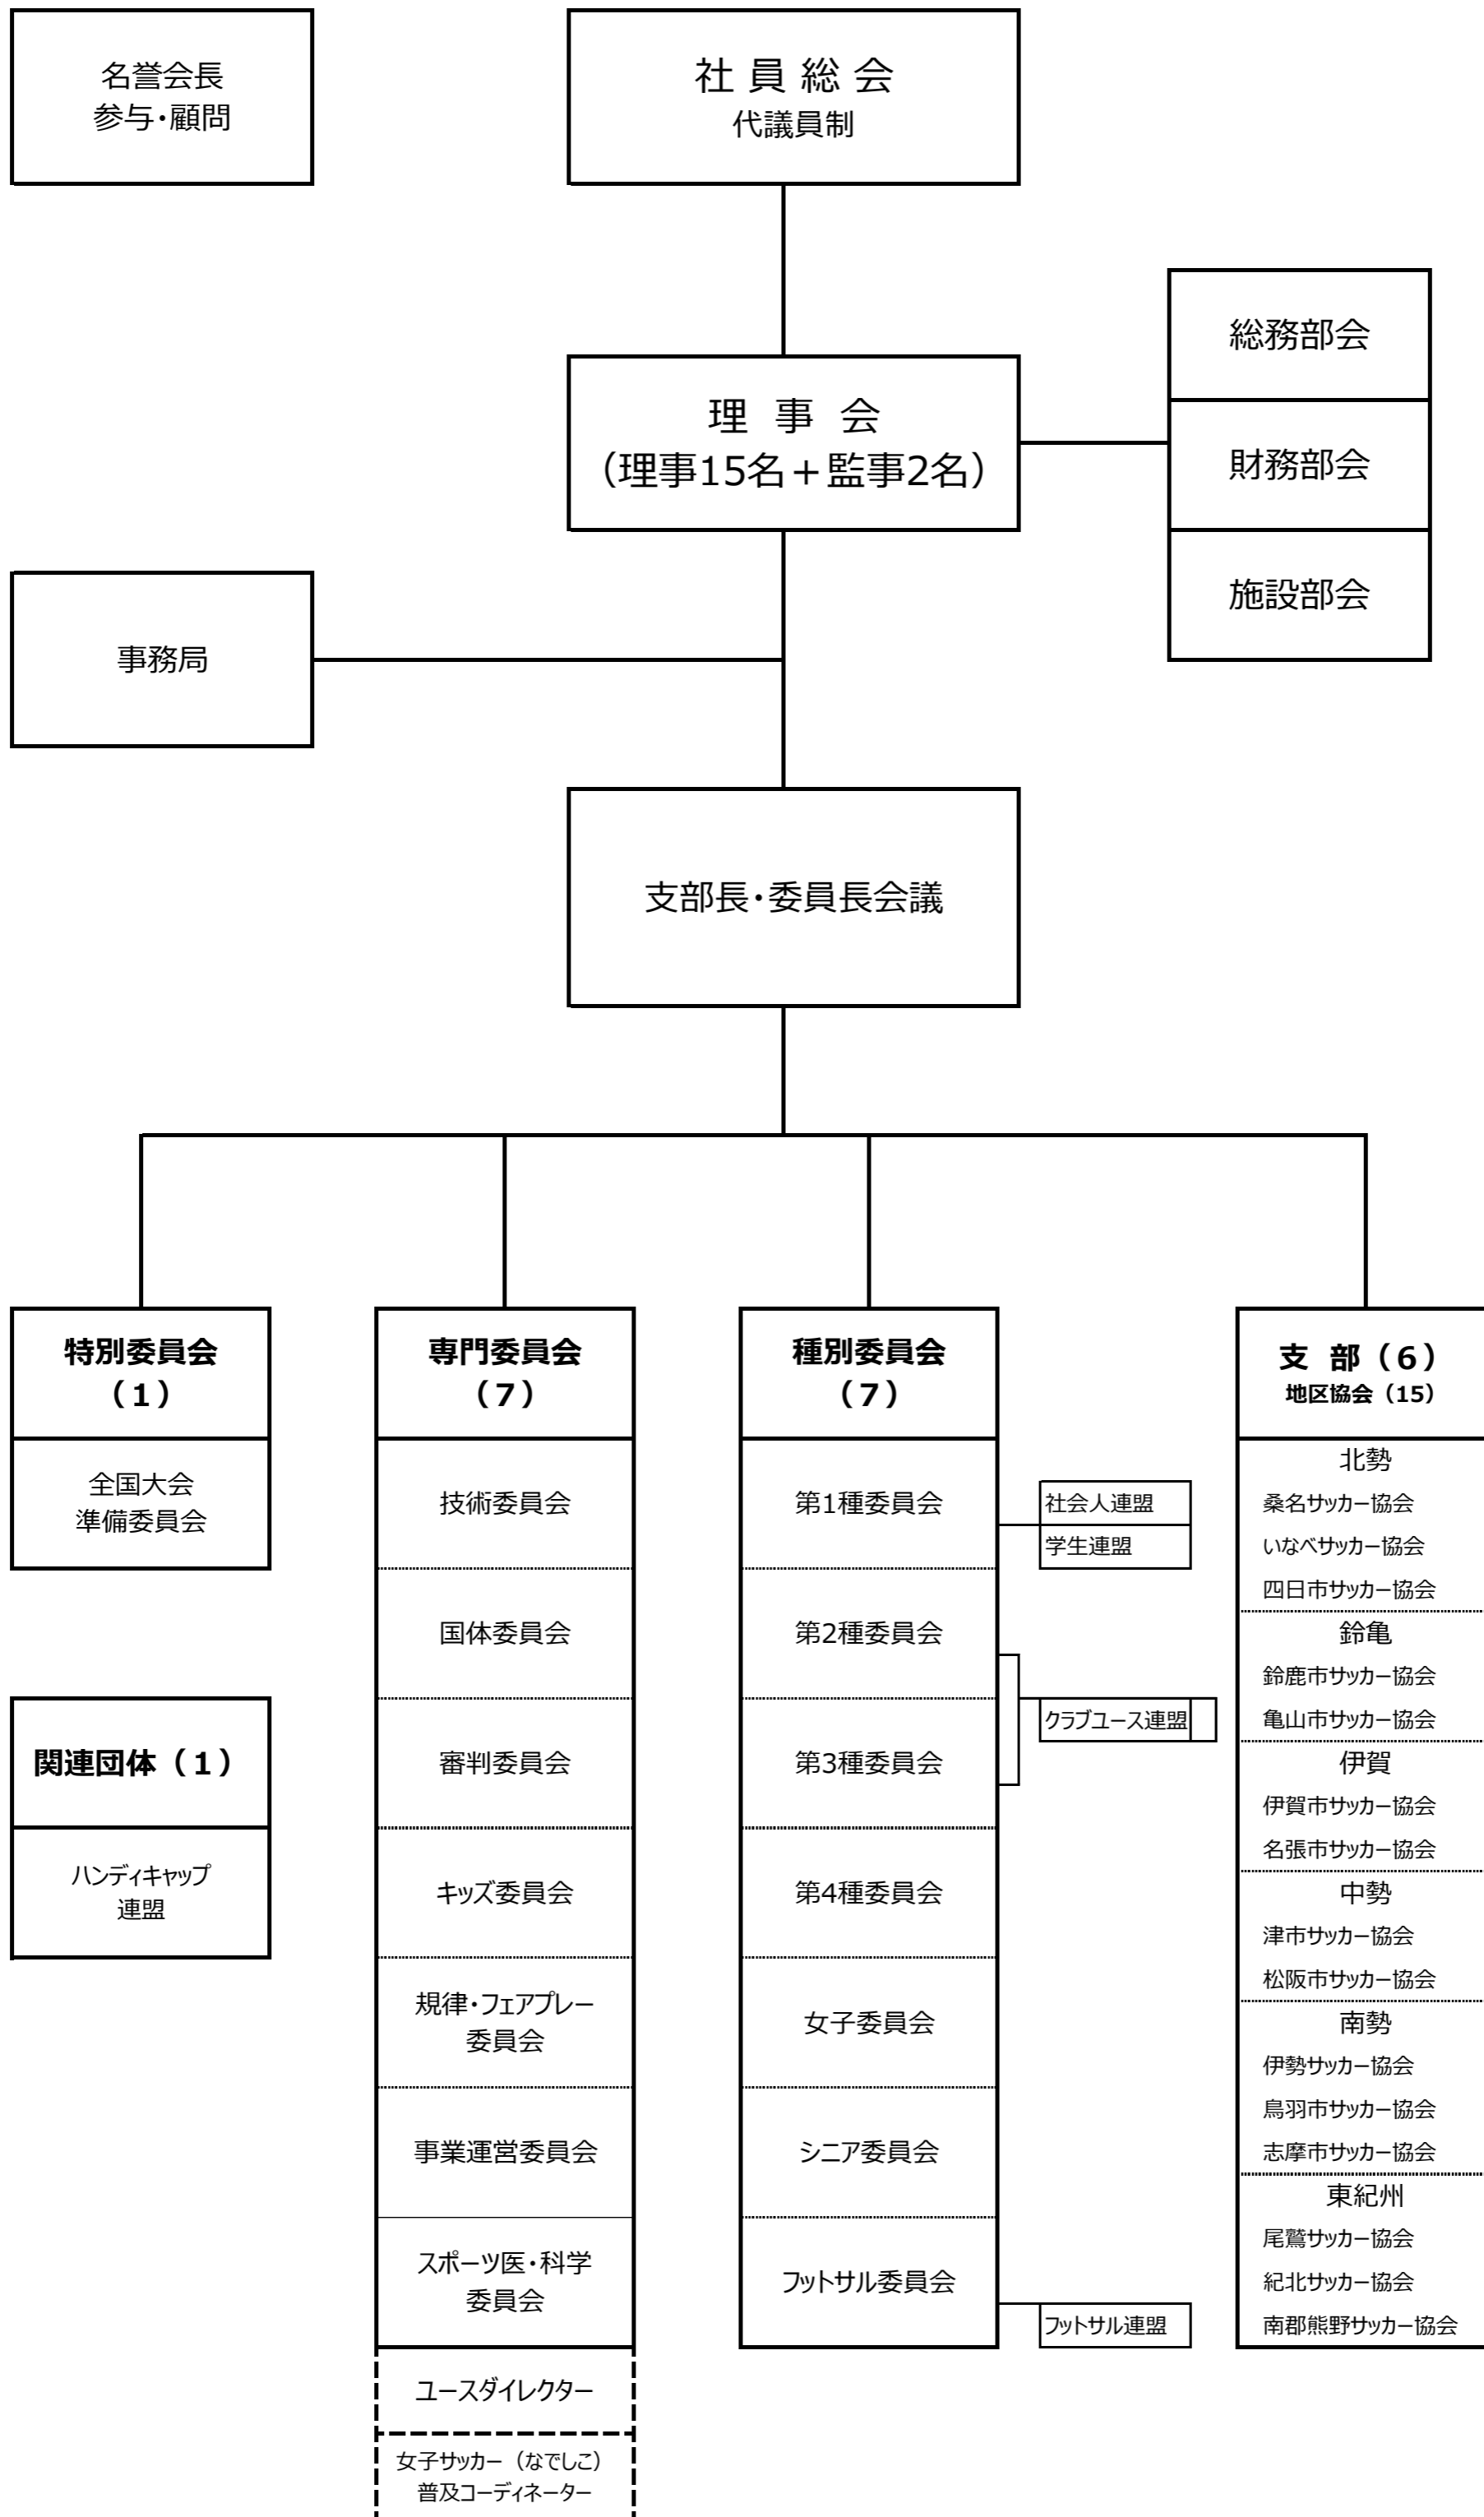 名誉会長
参与・顧問
社 員 総 会
代議員制
総務部会
財務部会
施設部会
理 事 会
（理事15名＋監事2名）
事務局
支部長・委員長会議
特別委員会
（１）
全国大会
準備委員会
関連団体（１）
ハンディキャップ
連盟
専門委員会
（７）
技術委員会
国体委員会
審判委員会
キッズ委員会
規律・フェアプレー
委員会
事業運営委員会
スポーツ医・科学
委員会
ユースダイレクター
女子サッカー（なでしこ）
普及コーディネーター
種別委員会
（７）
第1種委員会
第2種委員会
第3種委員会
第4種委員会
女子委員会
シニア委員会
フットサル委員会
社会人連盟
学生連盟
クラブユース連盟
フットサル連盟
支 部（６）
地区協会（15）
北勢
桑名サッカー協会
いなべサッカー協会
四日市サッカー協会
鈴亀
鈴鹿市サッカー協会
亀山市サッカー協会
伊賀
伊賀市サッカー協会
名張市サッカー協会
中勢
津市サッカー協会
松阪市サッカー協会
南勢
伊勢サッカー協会
鳥羽市サッカー協会
志摩市サッカー協会
東紀州
尾鷲サッカー協会
紀北サッカー協会
南郡熊野サッカー協会